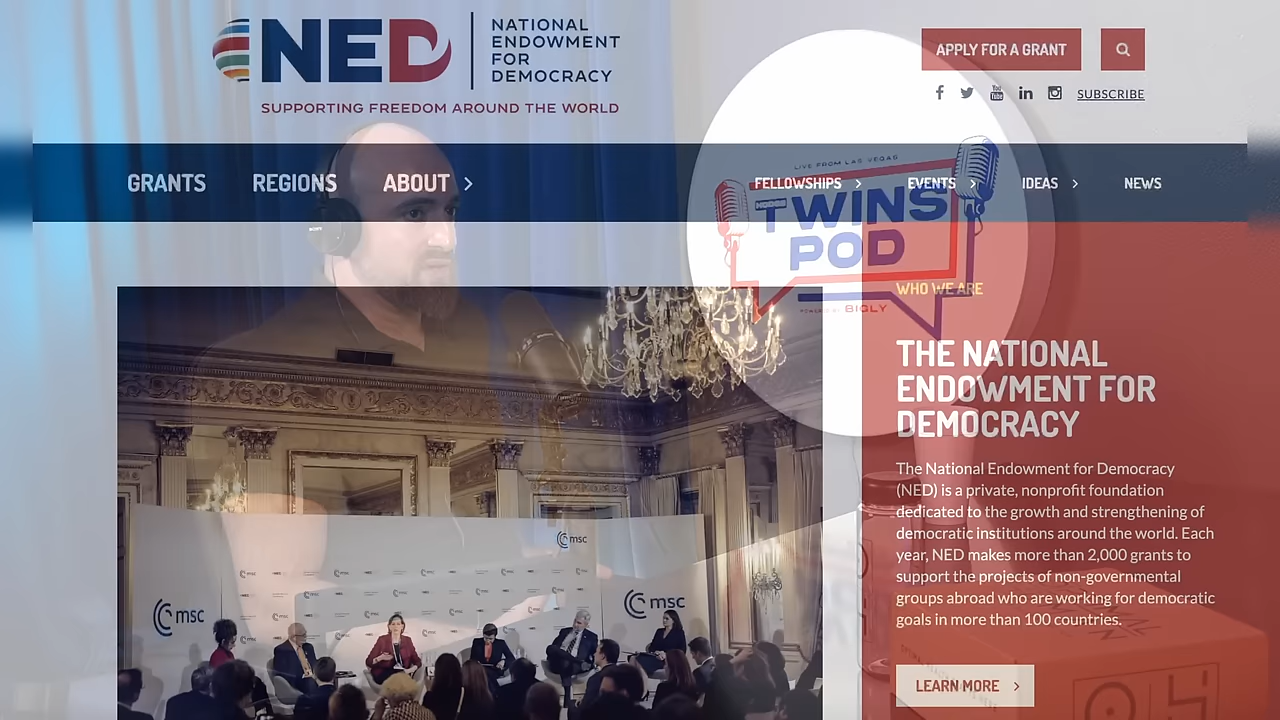 NED
NATIONAL
ENDOWMENT
FOR
DEMOCRACY
SUPPORTING FREEDOM AROUND THE WORLD
APPLY FOR A GRANT
SUBSCRIBE
GRANTS
REGIONS
ABOUT
FELLOWSHIPS
EVENTS
IDEAS
NEWS
LIVE FROM LAS VEGAS
TWINS
POD
POWERED BY BIGLY
WHO WE ARE
THE NATIONAL
ENDOWMENT FOR
DEMOCRACY
The National Endowment for Democracy
(NED) is a private, nonprofit foundation
dedicated to the growth and strengthening of
democratic institutions around the world. Each
year, NED makes more than 2,000 grants to
support the projects of non-governmental
groups abroad who are working for democratic
goals in more than 100 countries.
LEARN MORE
msc
msc
msc